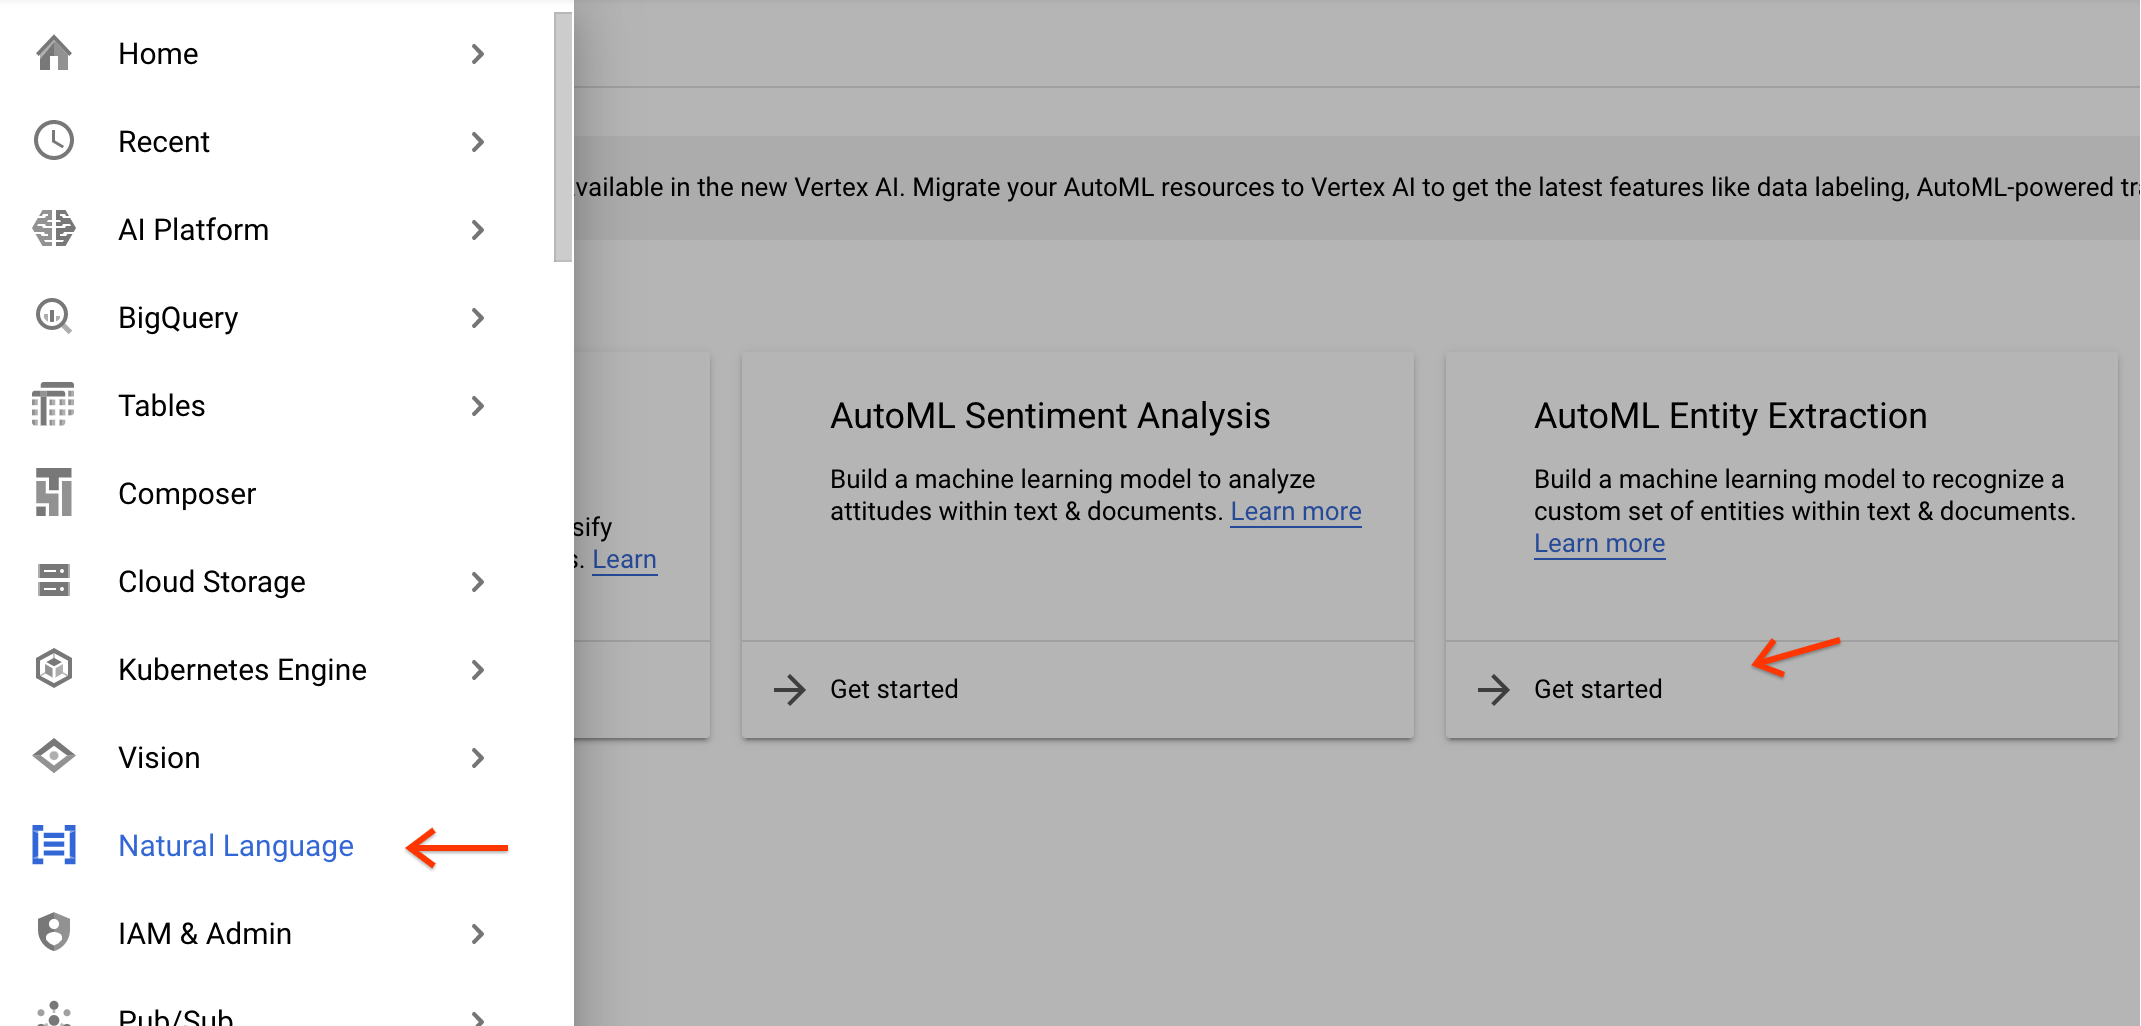 Home
Recent
AI Platform
BigQuery
Tables
Composer
Cloud Storage
Kubernetes Engine
Vision
Natural Language
IAM & Admin
Pub/Sub
vailable in the new Vertex AI. Migrate your AutoML resources to Vertex AI to get the latest features like data labeling, AutoML-powered tr
sify
s. Learn
AutoML Sentiment Analysis
Build a machine learning model to analyze
attitudes within text & documents. Learn more
Get started
AutoML Entity Extraction
Build a machine learning model to recognize a
custom set of entities within text & documents.
Learn more
Get started